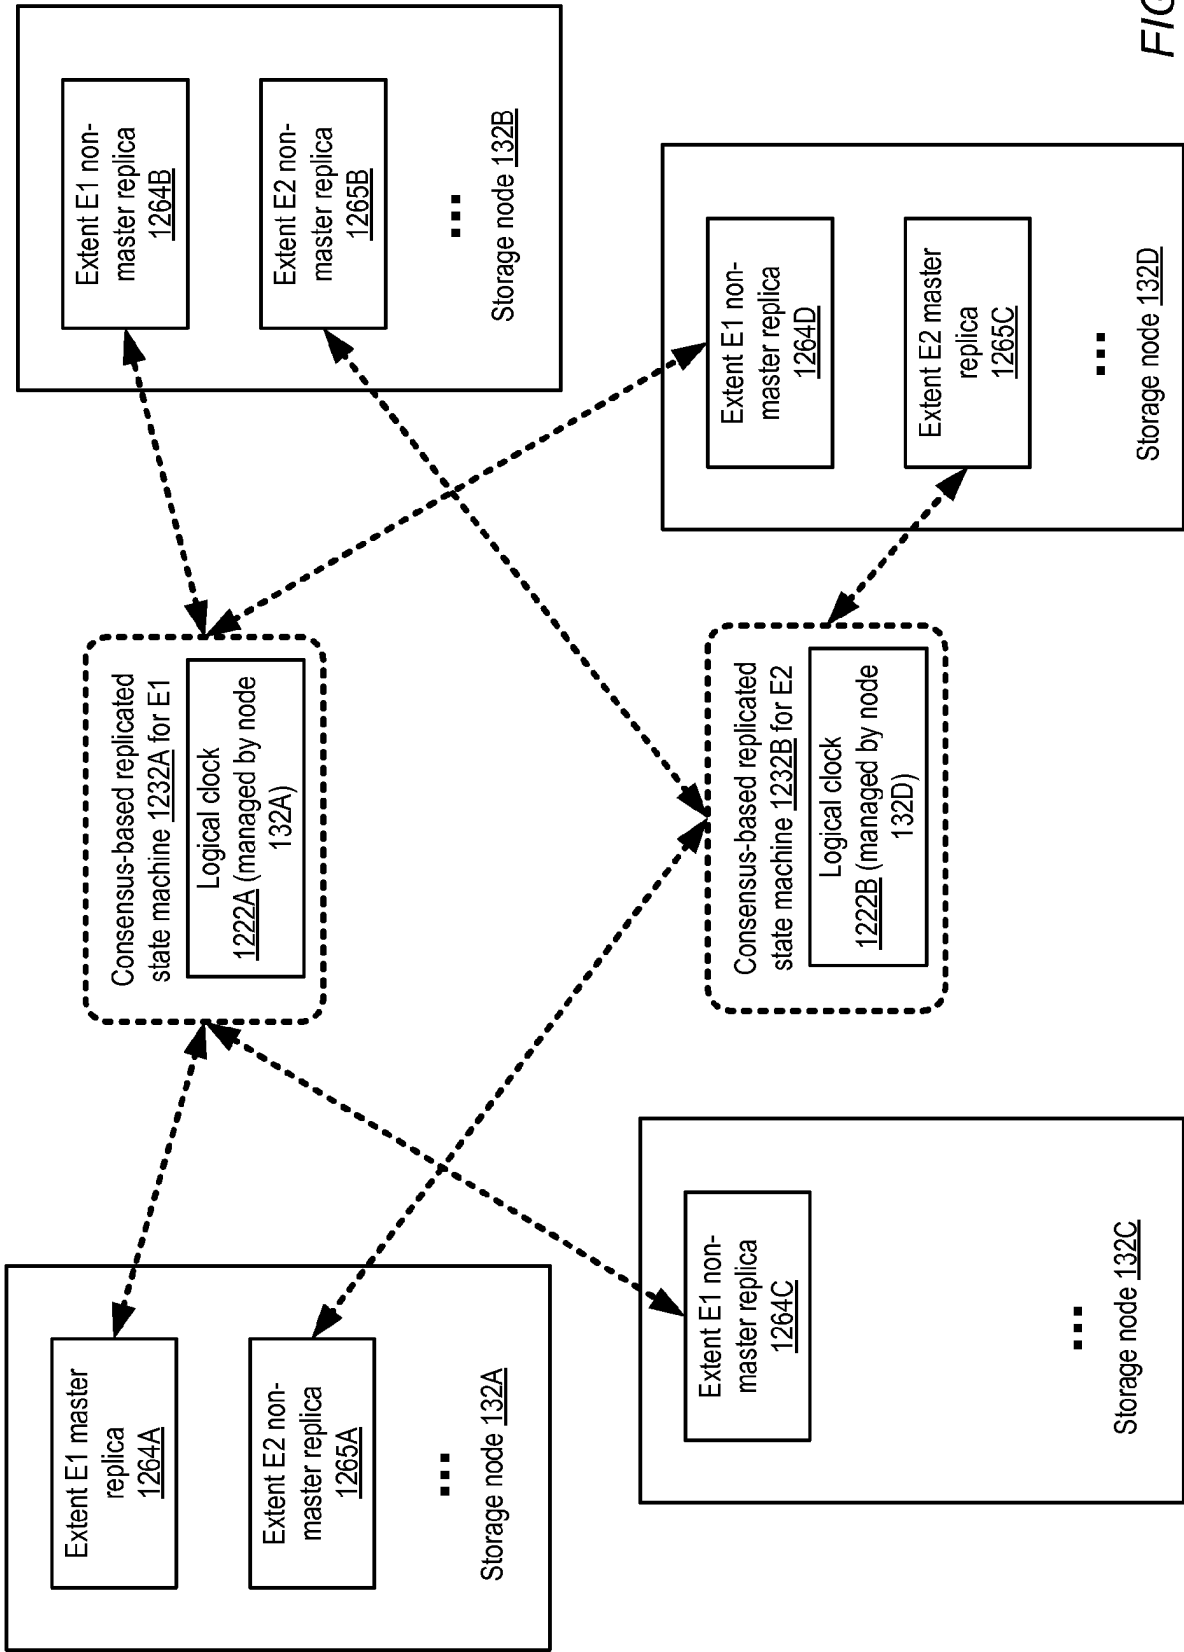 Extent E1 master
replica
1264A
Extent E2 non-
master replica
1265A
...
Storage node 132A
Consensus-based replicated
state machine 1232A for E1
Logical clock
1222A (managed by node
132A)
Extent E1 non-
master replica
1264B
Extent E2 non-
master replica
1265B
...
Storage node 132B
Extent E1 non-
master replica
1264C
...
Storage node 132C
Consensus-based replicated
state machine 1232B for E2
Logical clock
1222B (managed by node
132D)
Extent E1 non-
master replica
1264D
Extent E2 master
replica
1265C
...
Storage node 132D